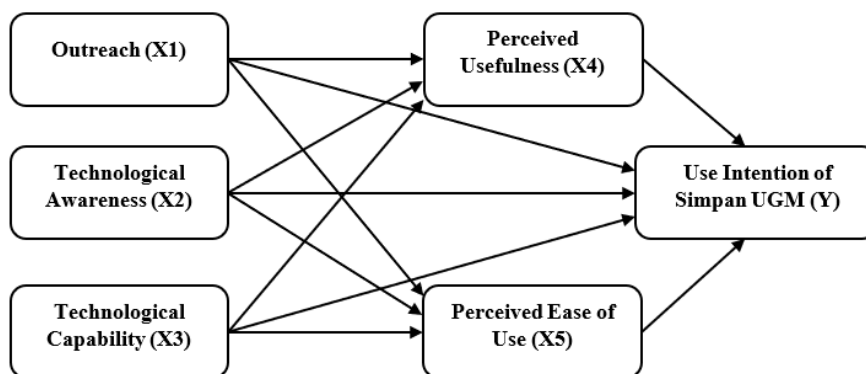 Outreach (X1)
Perceived
Usefulness (X4)
Technological
Awareness (X2)
Use Intention of
Simpan UGM (Y)
Technological
Capability (X3)
Perceived Ease of
Use (X5)